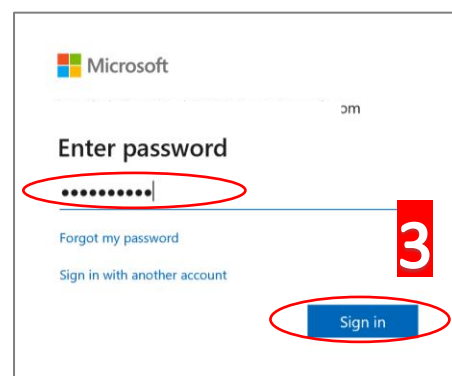 Microsoft
om
Enter password
••••••••••
Forgot my password
3
Sign in with another account
Sign in